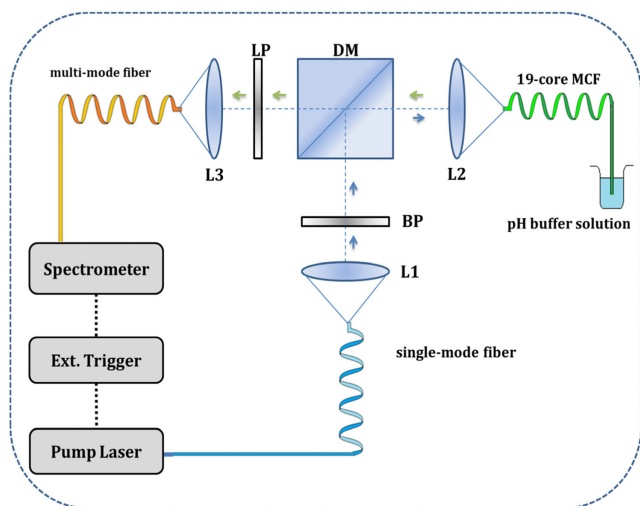 LP
DM
multi-mode fiber
19-core MCF
L3
L2
pH buffer solution
BP
Spectrometer
L1
Ext. Trigger
single-mode fiber
Pump Laser